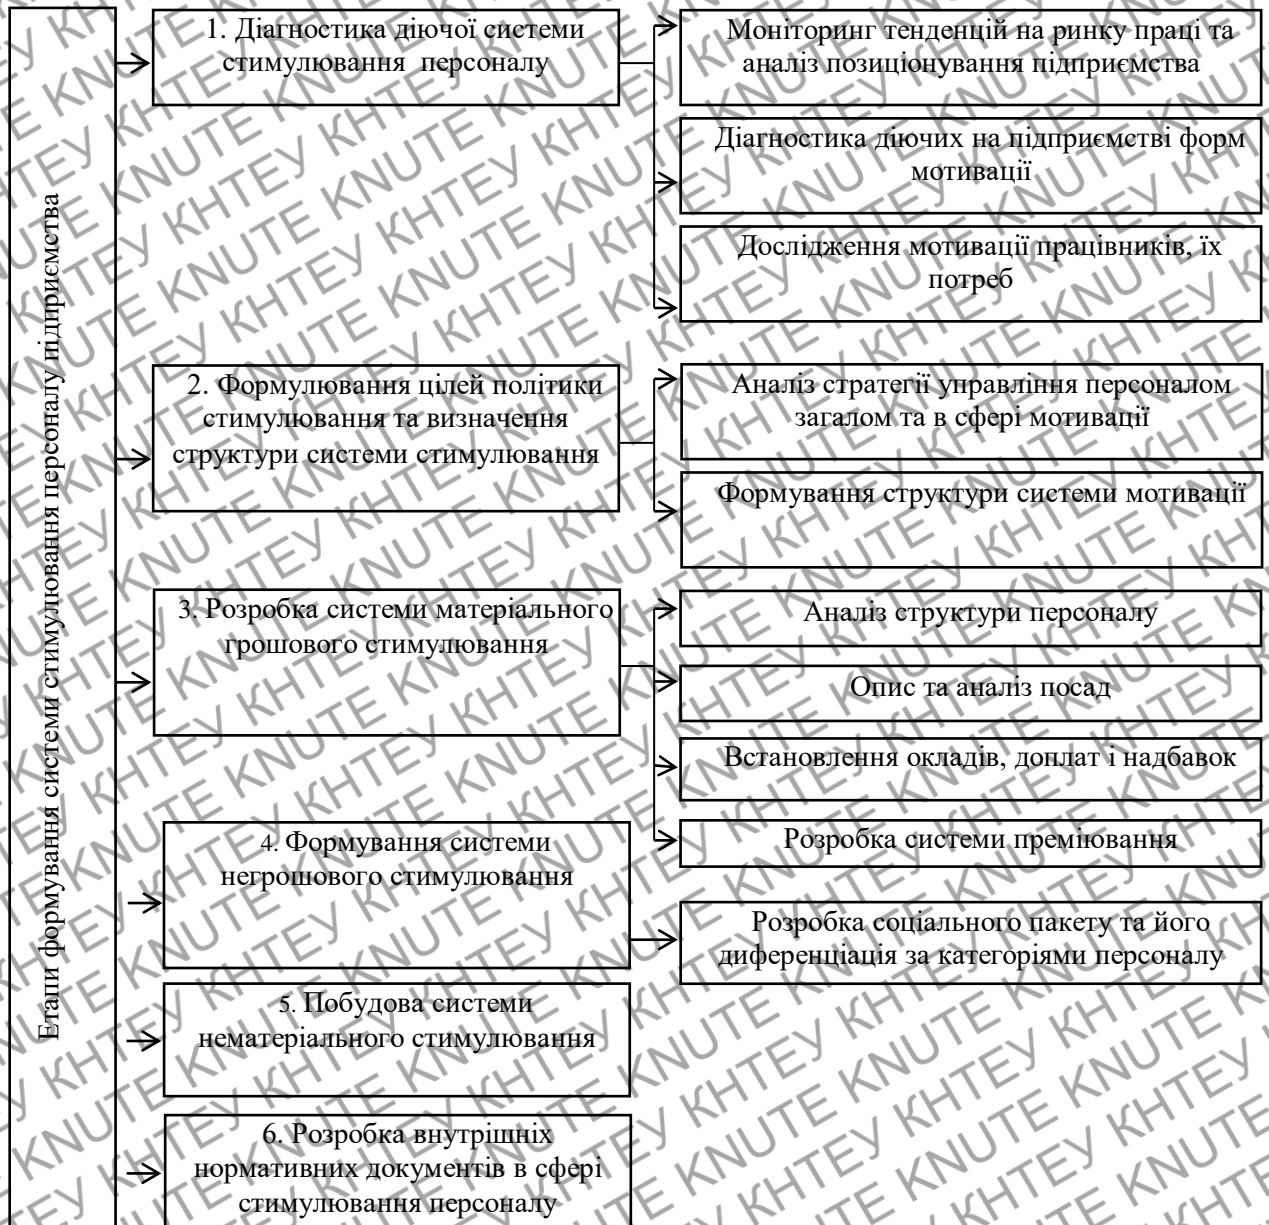 Етапи формування системи стимулювання персоналу підприємства
1. Діагностика діючої системи
стимулювання персоналу
Моніторинг тенденцій на ринку праці та
аналіз позиціонування підприємства
Діагностика діючих на підприємстві форм
мотивації
Дослідження мотивації працівників, їх
потреб
2. Формулювання цілей політики
стимулювання та визначення
структури системи стимулювання
Аналіз стратегії управління персоналом
загалом та в сфері мотивації
Формування структури системи мотивації
3. Розробка системи матеріального
грошового стимулювання
Аналіз структури персоналу
Опис та аналіз посад
Встановлення окладів, доплат і надбавок
Розробка системи преміювання
4. Формування системи
негрошового стимулювання
Розробка соціального пакету та його
диференціація за категоріями персоналу
5. Побудова системи
нематеріального стимулювання
6. Розробка внутрішніх
нормативних документів в сфері
стимулювання персоналу